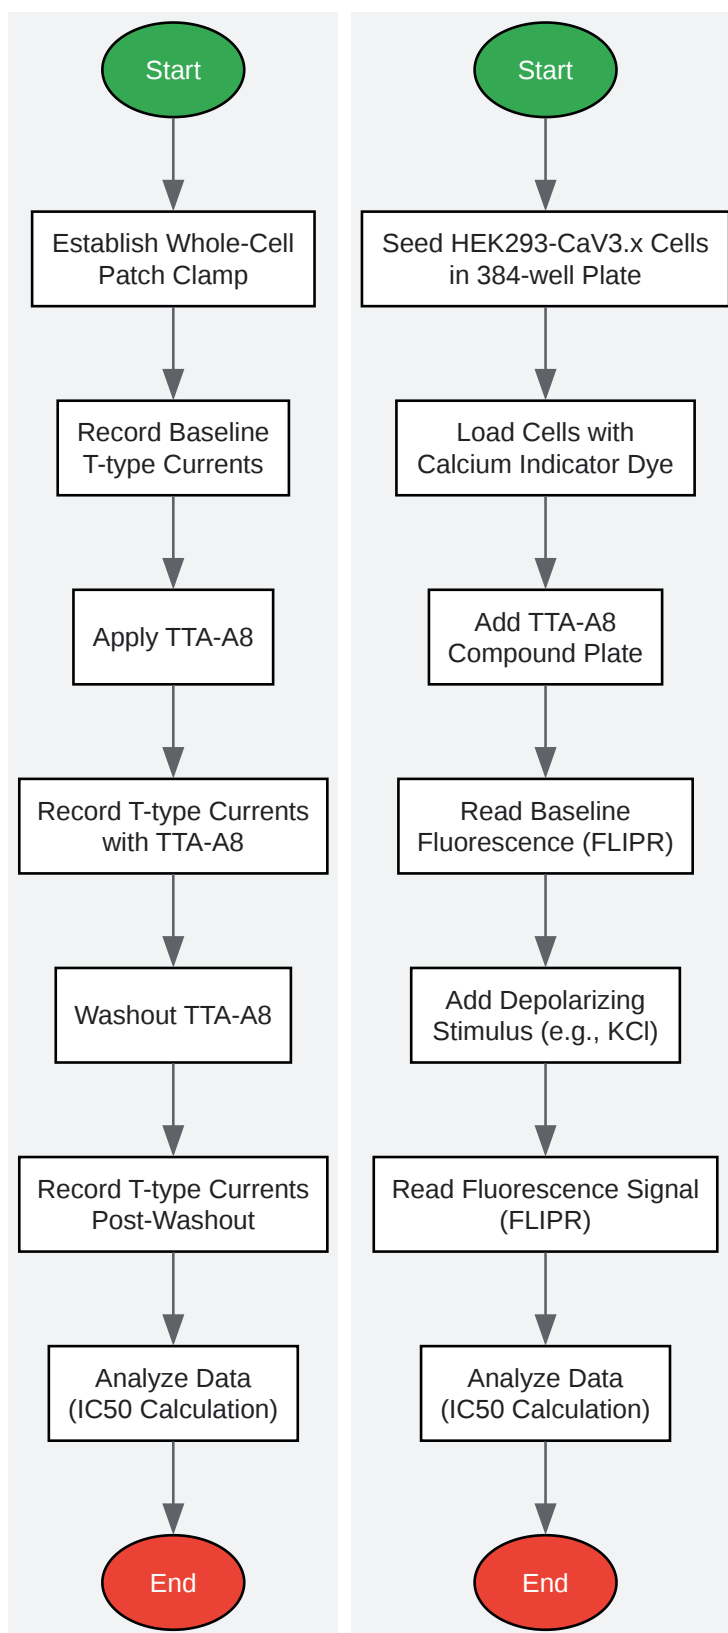 Start
Establish Whole-Cell
Patch Clamp
Record Baseline
T-type Currents
Apply TTA-A8
Record T-type Currents
with TTA-A8
Washout TTA-A8
Record T-type Currents
Post-Washout
Analyze Data
(IC50 Calculation)
End
Start
Seed HEK293-CaV3.x Cells
in 384-well Plate
Load Cells with
Calcium Indicator Dye
Add TTA-A8
Compound Plate
Read Baseline
Fluorescence (FLIPR)
Add Depolarizing
Stimulus (e.g., KCl)
Read Fluorescence Signal
(FLIPR)
Analyze Data
(IC50 Calculation)
End